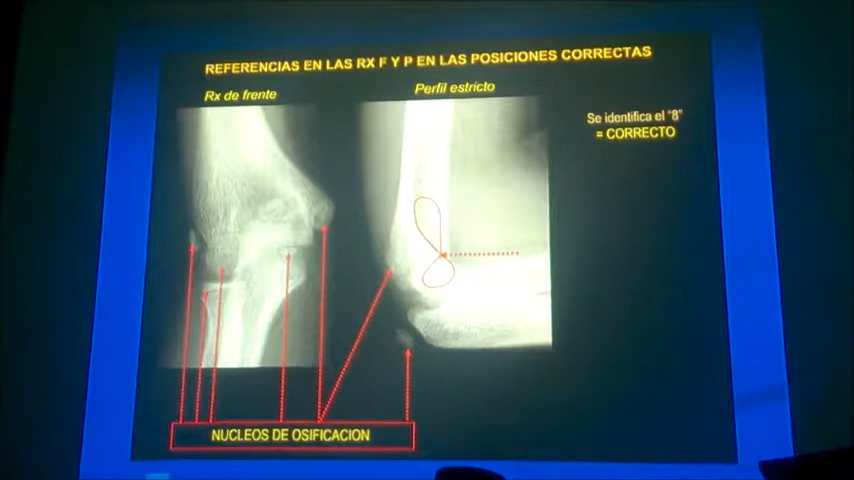 REFERENCIAS EN LAS RX F Y P EN LAS POSICIONES CORRECTAS
Rx de frente
Perfil estricto
Se identifica el "8"
= CORRECTO
NUCLEOS DE OSIFICACION